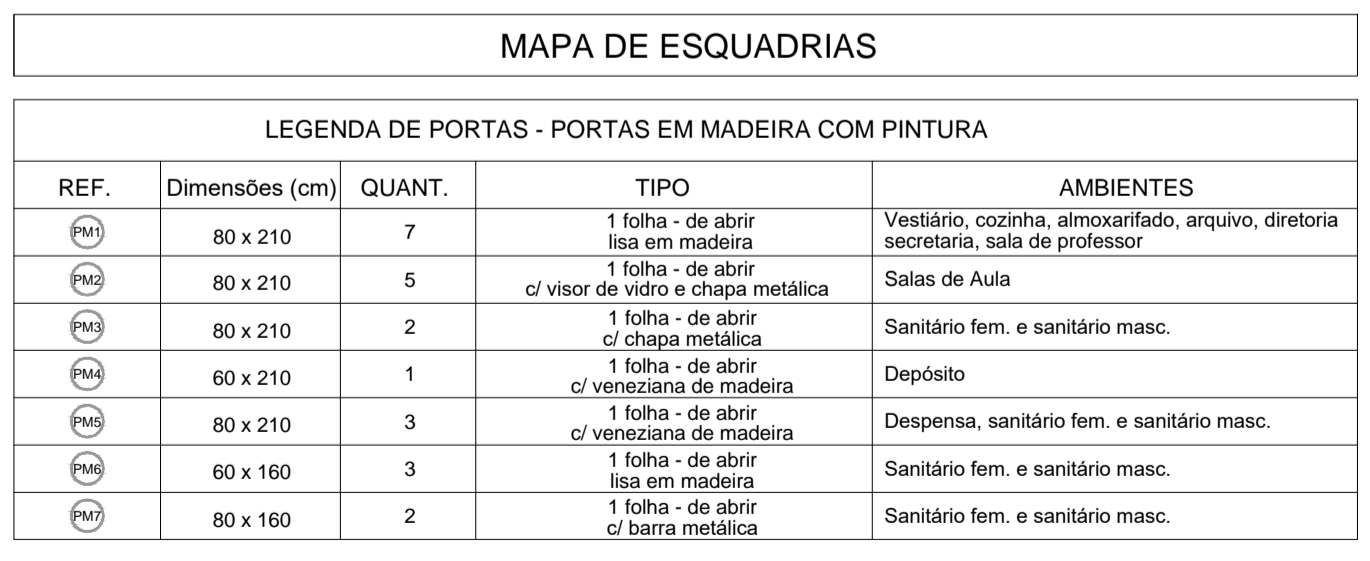 MAPA DE ESQUADRIAS
LEGENDA DE PORTAS - PORTAS EM MADEIRA COM PINTURA
REF. Dimensões (cm) QUANT. TIPO AMBIENTES
PM1 80 x 210 7 1 folha - de abrir Vestiário, cozinha, almoxarifado, arquivo, diretoria
lisa em madeira secretaria, sala de professor
PM2 80 x 210 5 1 folha - de abrir Salas de Aula
c/ visor de vidro e chapa metálica
PM3 80 x 210 2 1 folha - de abrir Sanitário fem. e sanitário masc.
c/ chapa metálica
PM4 60 x 210 1 1 folha - de abrir Depósito
c/ veneziana de madeira
PM5 80 x 210 3 1 folha - de abrir Despensa, sanitário fem. e sanitário masc.
c/ veneziana de madeira
PM6 60 x 160 3 1 folha - de abrir Sanitário fem. e sanitário masc.
lisa em madeira
PM7 80 x 160 2 1 folha - de abrir Sanitário fem. e sanitário masc.
c/ barra metálica